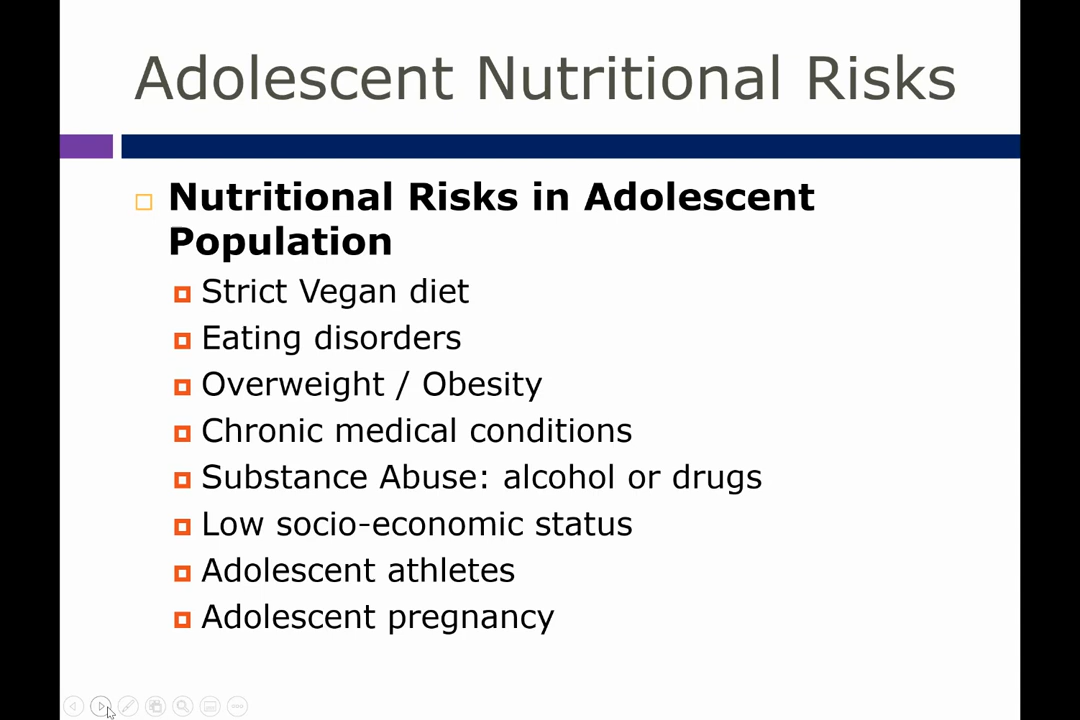 Adolescent Nutritional Risks
Nutritional Risks in Adolescent
Population
Strict Vegan diet
Eating disorders
Overweight / Obesity
Chronic medical conditions
Substance Abuse: alcohol or drugs
Low socio-economic status
Adolescent athletes
Adolescent pregnancy